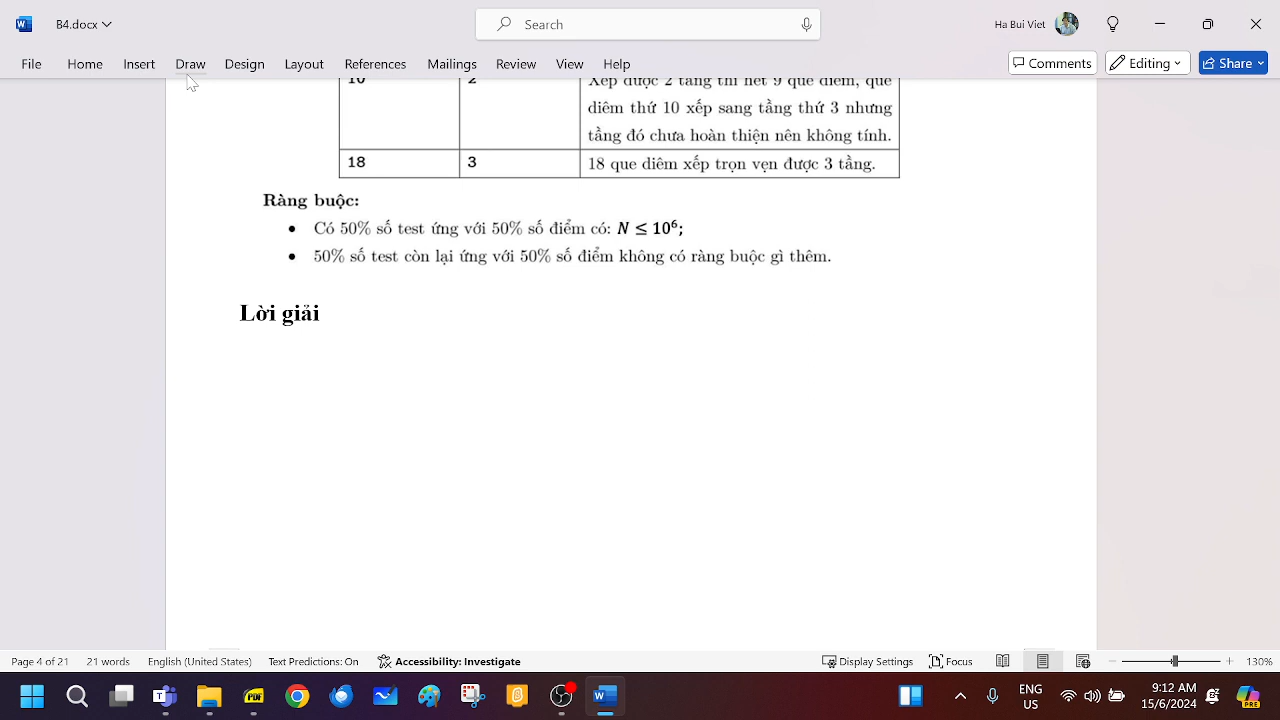 B4.docx
Search
Ha Bui Viet
File Home Insert Draw Design Layout References Mailings Review View Help
Comments Editing Share
10 2 Xếp được 2 tầng thì hết 9 que diêm, que
diêm thứ 10 xếp sang tầng thứ 3 nhưng
tầng đó chưa hoàn thiện nên không tính.
18 3 18 que diêm xếp trọn vẹn được 3 tầng.
Ràng buộc:
• Có 50% số test ứng với 50% số điểm có: N ≤ 10⁶;
• 50% số test còn lại ứng với 50% số điểm không có ràng buộc gì thêm.
Lời giải
Page 4 of 21 21 words English (United States) Text Predictions: On Accessibility: Investigate Display Settings Focus 130%
PDF
ENG
US
9:12 AM
15/6/2024
PRE